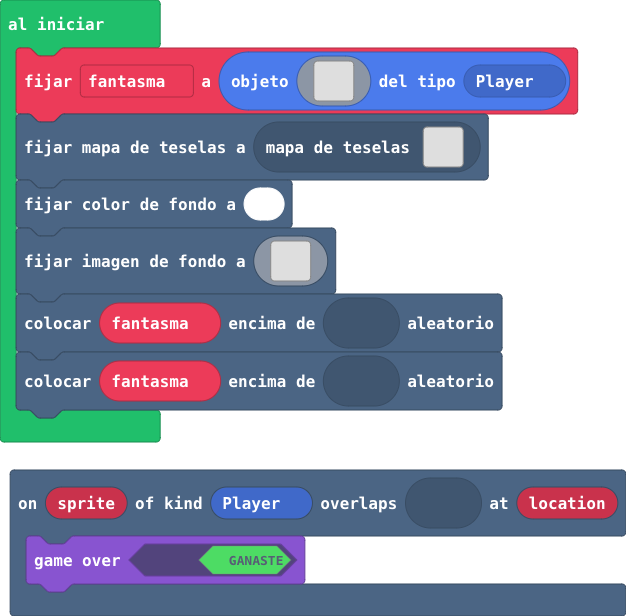 al iniciar
fijar fantasma a objeto del tipo Player
fijar mapa de teselas a mapa de teselas
fijar color de fondo a
fijar imagen de fondo a
colocar fantasma encima de aleatorio
colocar fantasma encima de aleatorio
on sprite of kind Player overlaps at location
game over GANASTE